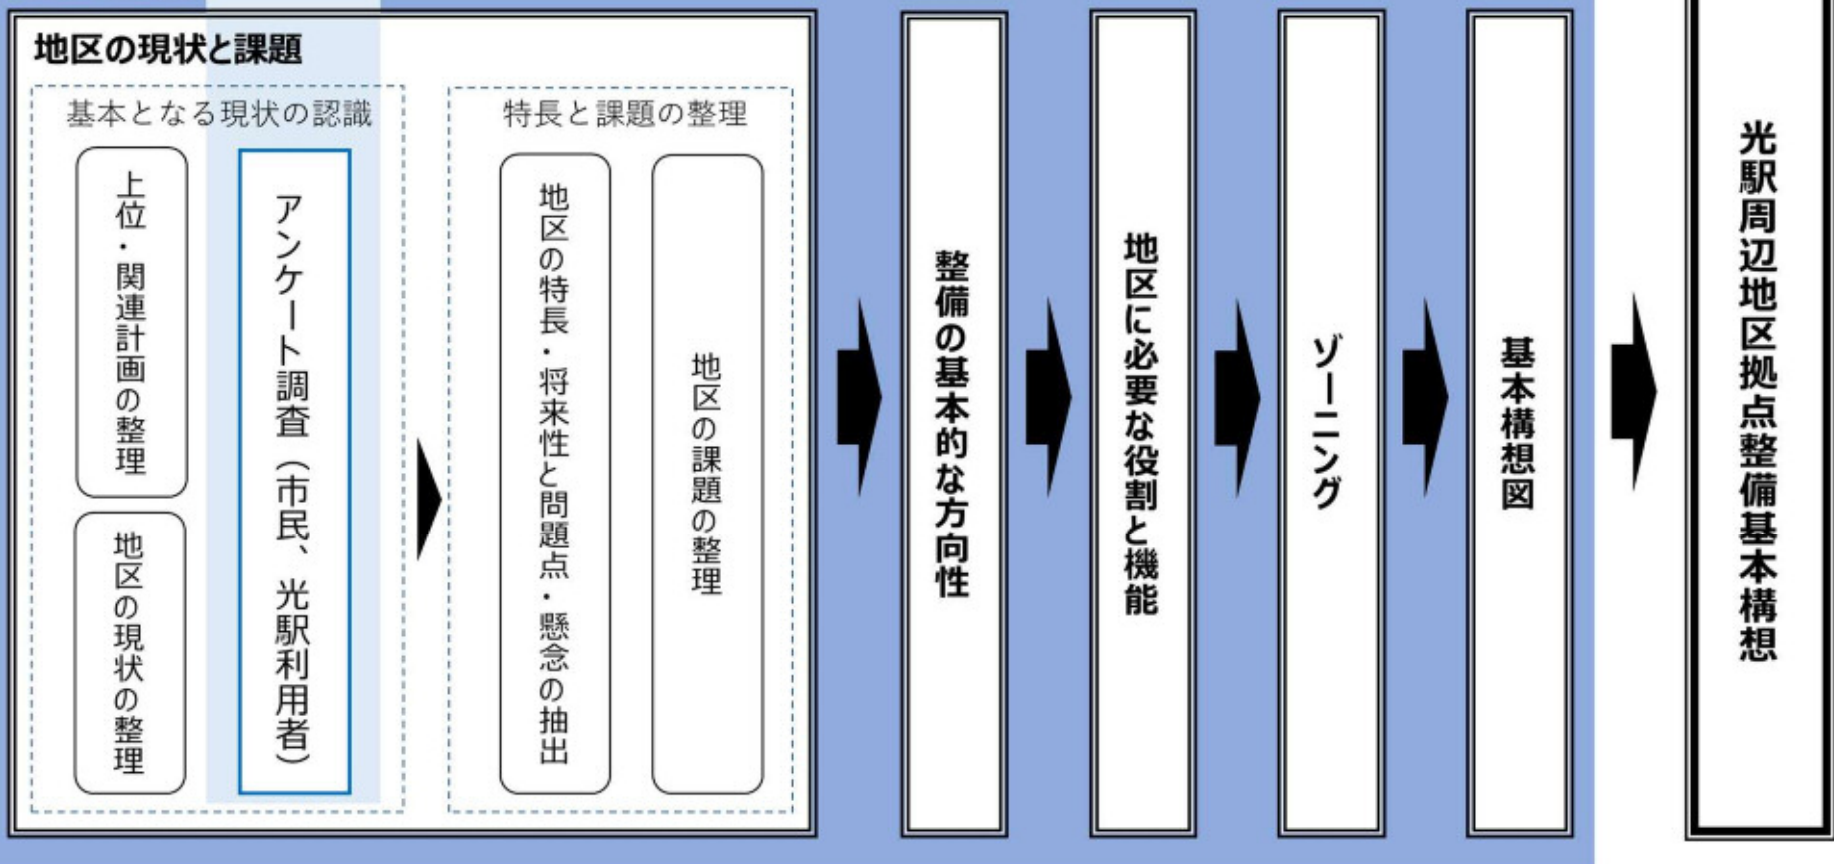 地区の現状と課題
基本となる現状の認識
上位・関連計画の整理
地区の現状の整理
アンケート調査（市民、光駅利用者）
特長と課題の整理
地区の特長・将来性と問題点・懸念の抽出
地区の課題の整理
整備の基本的な方向性
地区に必要な役割と機能
ゾーニング
基本構想図
光駅周辺地区拠点整備基本構想